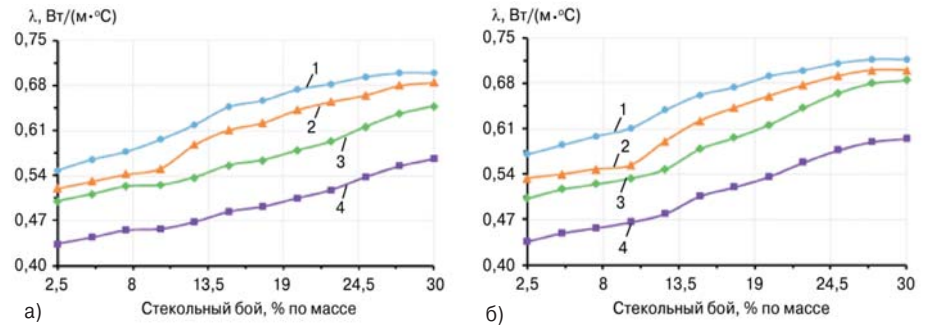 λ, Вт/(м·°С)
0,75
0,68
0,61
0,54
0,47
0,40
1
2
3
4
2,5 8 13,5 19 24,5 30
Стекольный бой, % по массе
а)
λ, Вт/(м·°С)
0,75
0,68
0,61
0,54
0,47
0,40
1
2
3
4
2,5 8 13,5 19 24,5 30
Стекольный бой, % по массе
б)